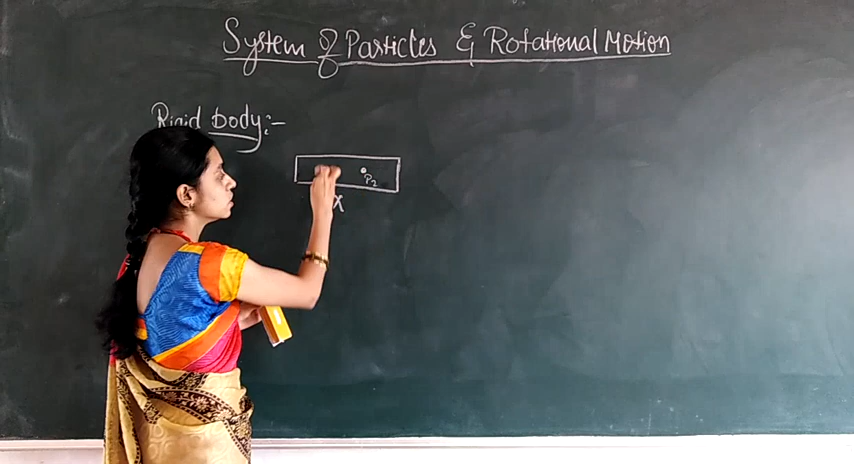 System of Particles & Rotational Motion
Rigid body:-
P2
x